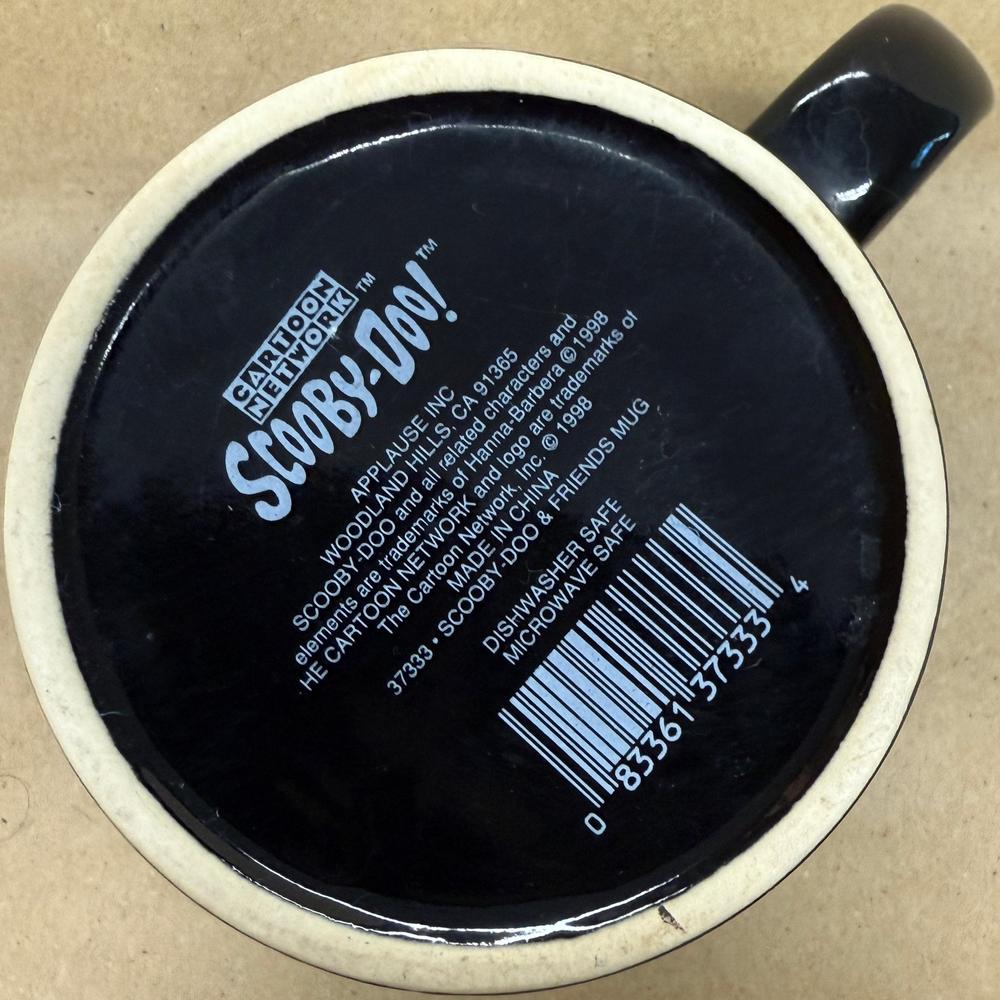 CARTOON
NETWORK ™
SCOOBY-DOO! ™
APPLAUSE INC
WOODLAND HILLS, CA 91365
SCOOBY-DOO and all related characters and
elements are trademarks of Hanna-Barbera © 1998
HE CARTOON NETWORK and logo are trademarks of
The Cartoon Network, Inc. © 1998
MADE IN CHINA
37333 • SCOOBY-DOO & FRIENDS MUG
DISHWASHER SAFE
MICROWAVE SAFE
0 83361 37333 4